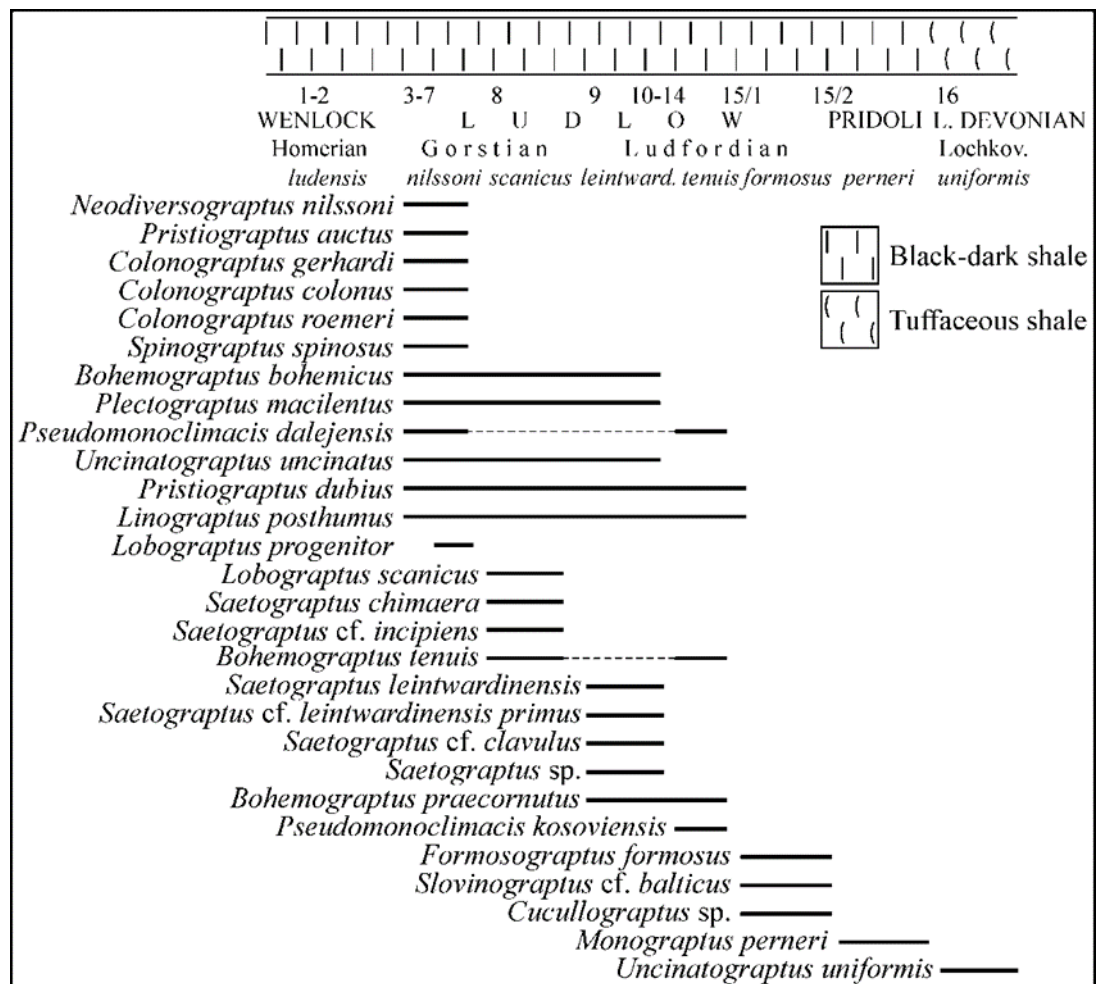 1-2 3-7 8 9 10-14 15/1 15/2 16
WENLOCK L U D L O W PRIDOLI L. DEVONIAN
Homerian Gorstian Ludfordian Lochkov.
ludensis nilssoni scanicus leintward. tenuis formosus perneri uniformis
Neodiversograptus nilssoni
Pristiograptus auctus
Colonograptus gerhardi
Black-dark shale
Colonograptus colonus
Colonograptus roemeri
Tuffaceous shale
Spinograptus spinosus
Bohemograptus bohemicus
Plectograptus macilentus
Pseudomonoclimacis dalejensis
Uncinatograptus uncinatus
Pristiograptus dubius
Linograptus posthumus
Lobograptus progenitor
Lobograptus scanicus
Saetograptus chimaera
Saetograptus cf. incipiens
Bohemograptus tenuis
Saetograptus leintwardinensis
Saetograptus cf. leintwardinensis primus
Saetograptus cf. clavulus
Saetograptus sp.
Bohemograptus praecornutus
Pseudomonoclimacis kosoviensis
Formosograptus formosus
Slovinograptus cf. balticus
Cucullograptus sp.
Monograptus perneri
Uncinatograptus uniformis